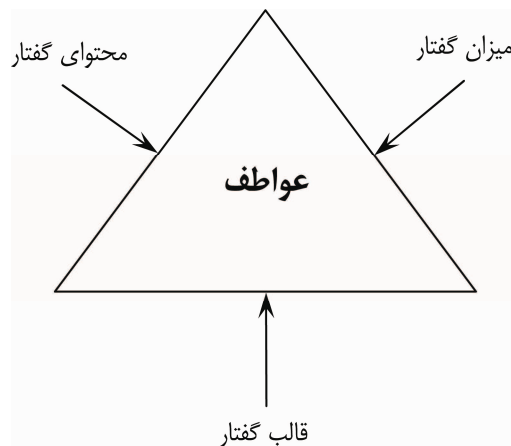 میزان گفتار
محتوای گفتار
عواطف
قالب گفتار